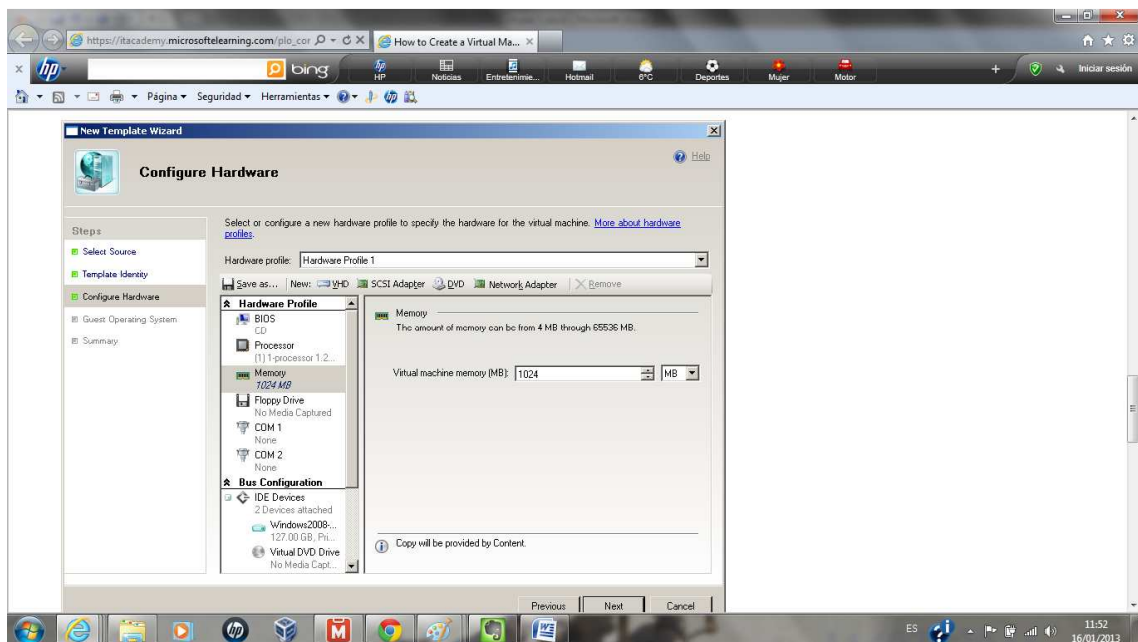 https://itacademy.microsoftelearning.com/plo_cor
How to Create a Virtual Ma...
hp
bing
HP
Noticias
Entretenimie...
Hotmail
6°C
Deportes
Mujer
Motor
Iniciar sesión
Página
Seguridad
Herramientas
New Template Wizard
Configure Hardware
Help
Steps
Select Source
Template Identity
Configure Hardware
Guest Operating System
Summary
Select or configure a new hardware profile to specify the hardware for the virtual machine. More about hardware
profiles.
Hardware profile: Hardware Profile 1
Save as... New: VHD SCSI Adapter DVD Network Adapter Remove
Hardware Profile
BIOS
CD
Processor
(1) 1-processor 1.2...
Memory
1024 MB
Floppy Drive
No Media Captured
COM 1
None
COM 2
None
Bus Configuration
IDE Devices
2 Devices attached
Windows2008-...
127.00 GB, Pri...
Virtual DVD Drive
No Media Capt...
Memory
The amount of memory can be from 4 MB through 65536 MB.
Virtual machine memory (MB): 1024 MB
Copy will be provided by Content.
Previous Next Cancel
ES
11:52
16/01/2013